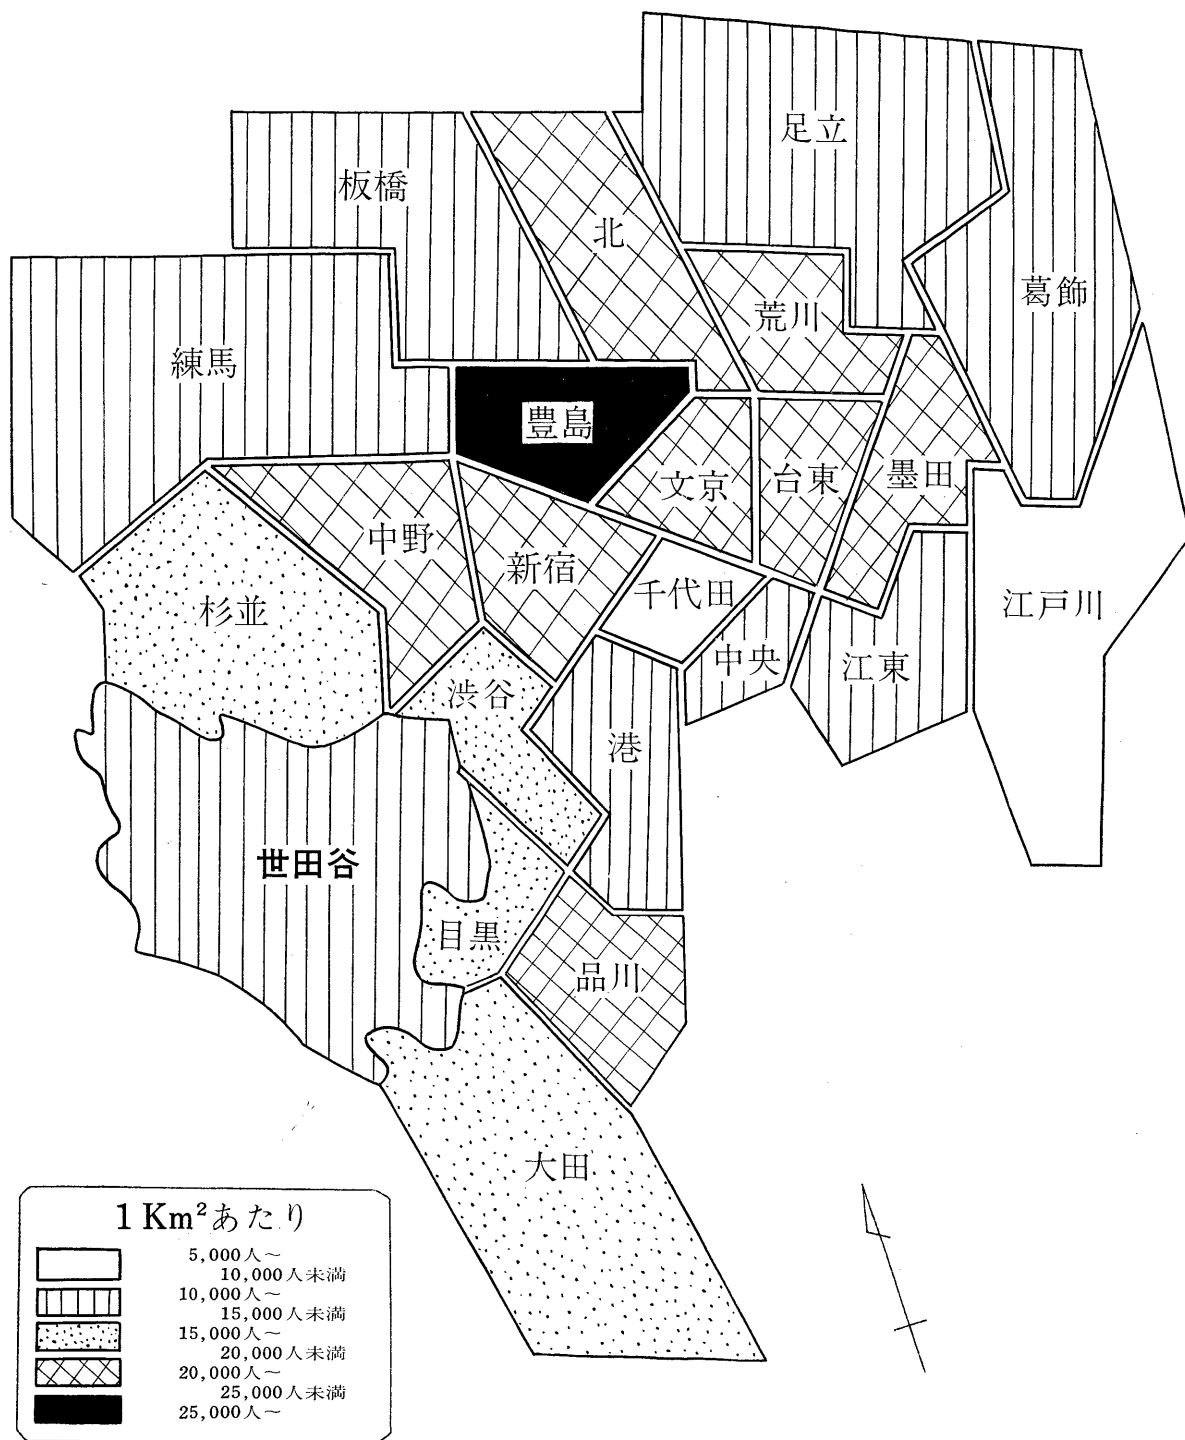 足立
板橋
北
葛飾
荒川
練馬
豊島
文京
台東
墨田
中野
新宿
千代田
江戸川
杉並
中央
江東
渋谷
港
世田谷
目黒
品川
大田
1Km²あたり
5,000人~
10,000人未満
10,000人~
15,000人未満
15,000人~
20,000人未満
20,000人~
25,000人未満
25,000人~